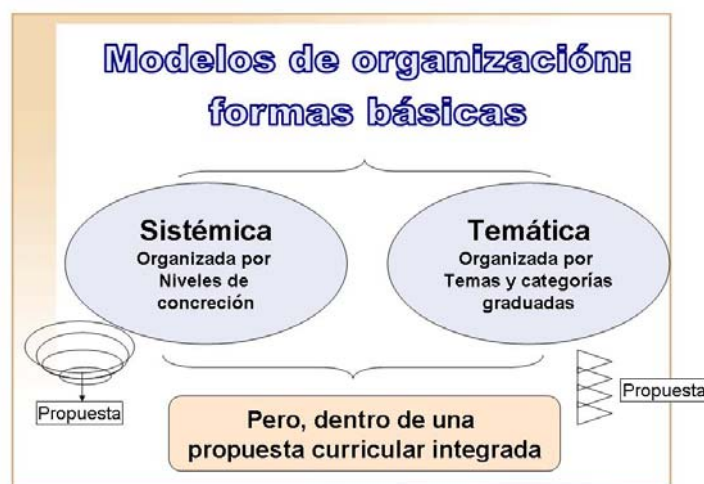 Modelos de organización:
formas básicas
Sistémica
Organizada por
Niveles de
concreción
Temática
Organizada por
Temas y categorías
graduadas
Propuesta
Propuesta
Pero, dentro de una
propuesta curricular integrada